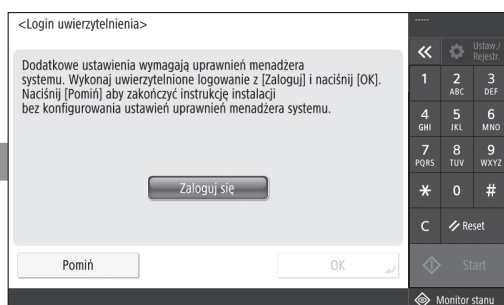 <Login uwierzytelnienia>
Dodatkowe ustawienia wymagają uprawnień menadżera
systemu. Wykonaj uwierzytelnione logowanie z [Zaloguj] i naciśnij [OK].
Naciśnij [Pomiń] aby zakończyć instrukcję instalacji
bez konfigurowania ustawień uprawnień menadżera systemu.
Zaloguj się
Pomiń
OK
-----
Ustaw./
Rejestr.
1 2 3
ABC DEF
4 5 6
GHI JKL MNO
7 8 9
PQRS TUV WXYZ
* 0 #
C Reset
Start
Monitor stanu